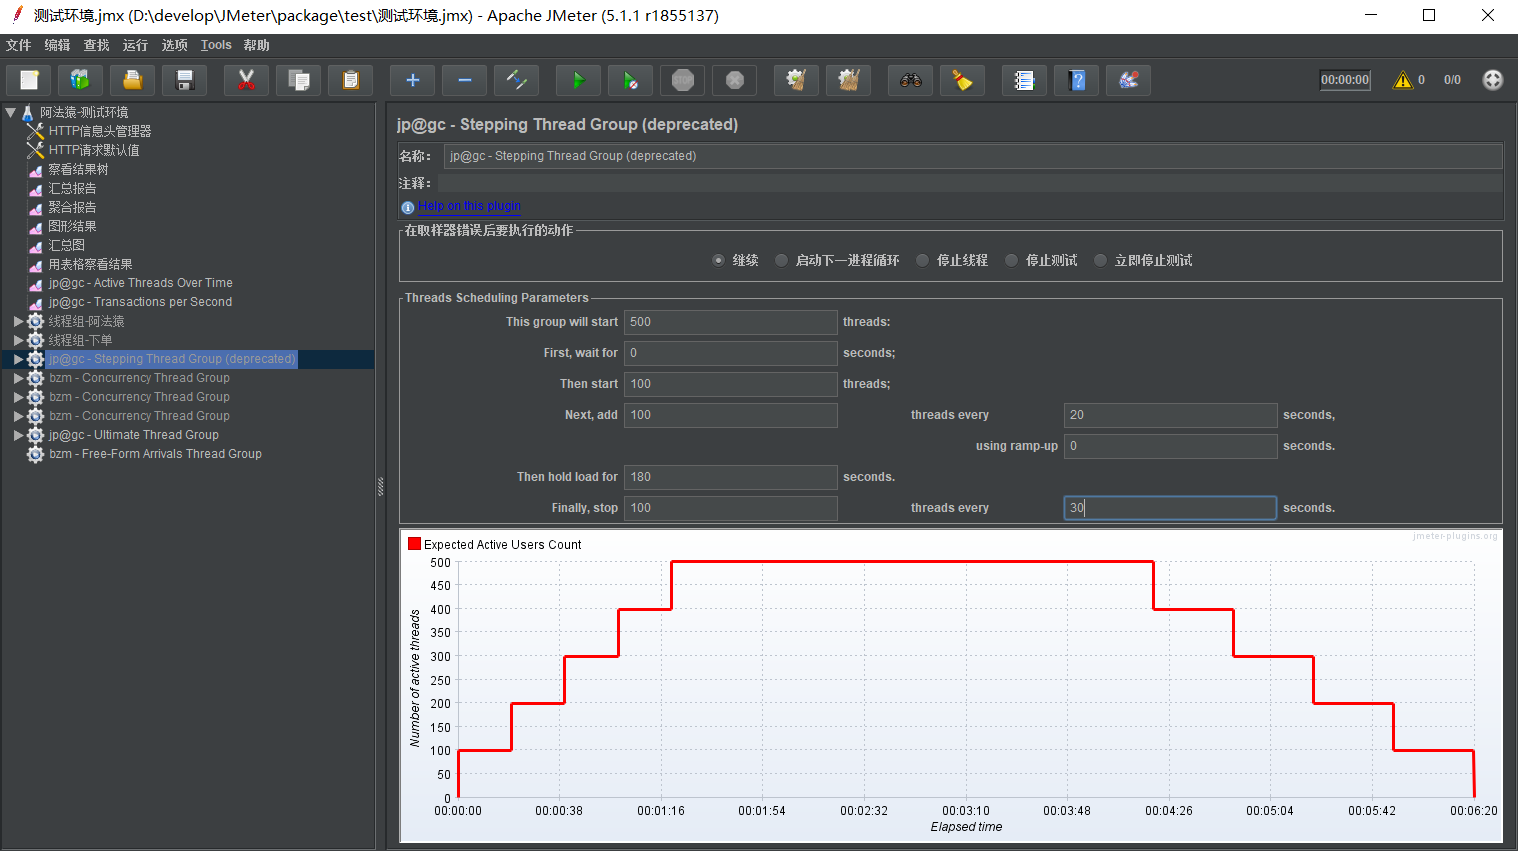 测试环境.jmx (D:\develop\JMeter\package\test\测试环境.jmx) - Apache JMeter (5.1.1 r1855137)
文件 编辑 查找 运行 选项 Tools 帮助
STOP
00:00:00 0 0/0
阿法猿-测试环境
HTTP信息头管理器
HTTP请求默认值
察看结果树
汇总报告
聚合报告
图形结果
汇总图
用表格察看结果
jp@gc - Active Threads Over Time
jp@gc - Transactions per Second
线程组-阿法猿
线程组-下单
jp@gc - Stepping Thread Group (deprecated)
bzm - Concurrency Thread Group
bzm - Concurrency Thread Group
bzm - Concurrency Thread Group
jp@gc - Ultimate Thread Group
bzm - Free-Form Arrivals Thread Group
jp@gc - Stepping Thread Group (deprecated)
名称： jp@gc - Stepping Thread Group (deprecated)
注释：
Help on this plugin
在取样器错误后要执行的动作
继续 启动下一进程循环 停止线程 停止测试 立即停止测试
Threads Scheduling Parameters
This group will start 500 threads:
First, wait for 0 seconds;
Then start 100 threads;
Next, add 100 threads every 20 seconds,
using ramp-up 0 seconds.
Then hold load for 180 seconds.
Finally, stop 100 threads every 30 seconds.
jmeter-plugins.org
Expected Active Users Count
500
450
400
350
300
250
200
150
100
50
0
Number of active threads
00:00:00 00:00:38 00:01:16 00:01:54 00:02:32 00:03:10 00:03:48 00:04:26 00:05:04 00:05:42 00:06:20
Elapsed time